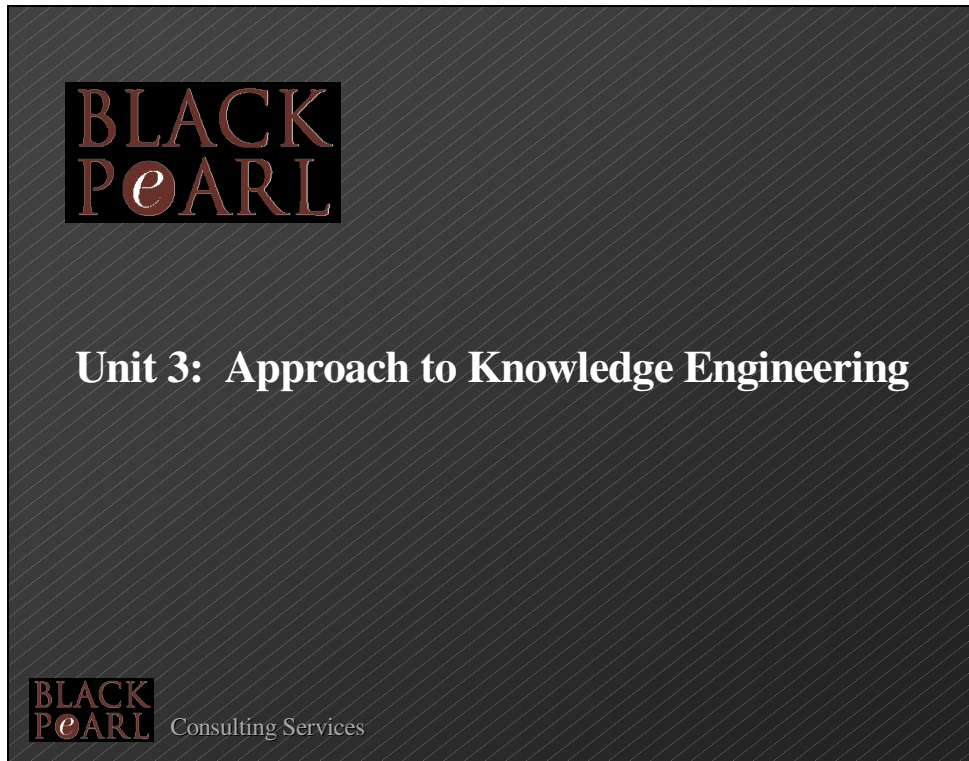 BLACK
PeARL
Unit 3: Approach to Knowledge Engineering
BLACK
PeARL Consulting Services